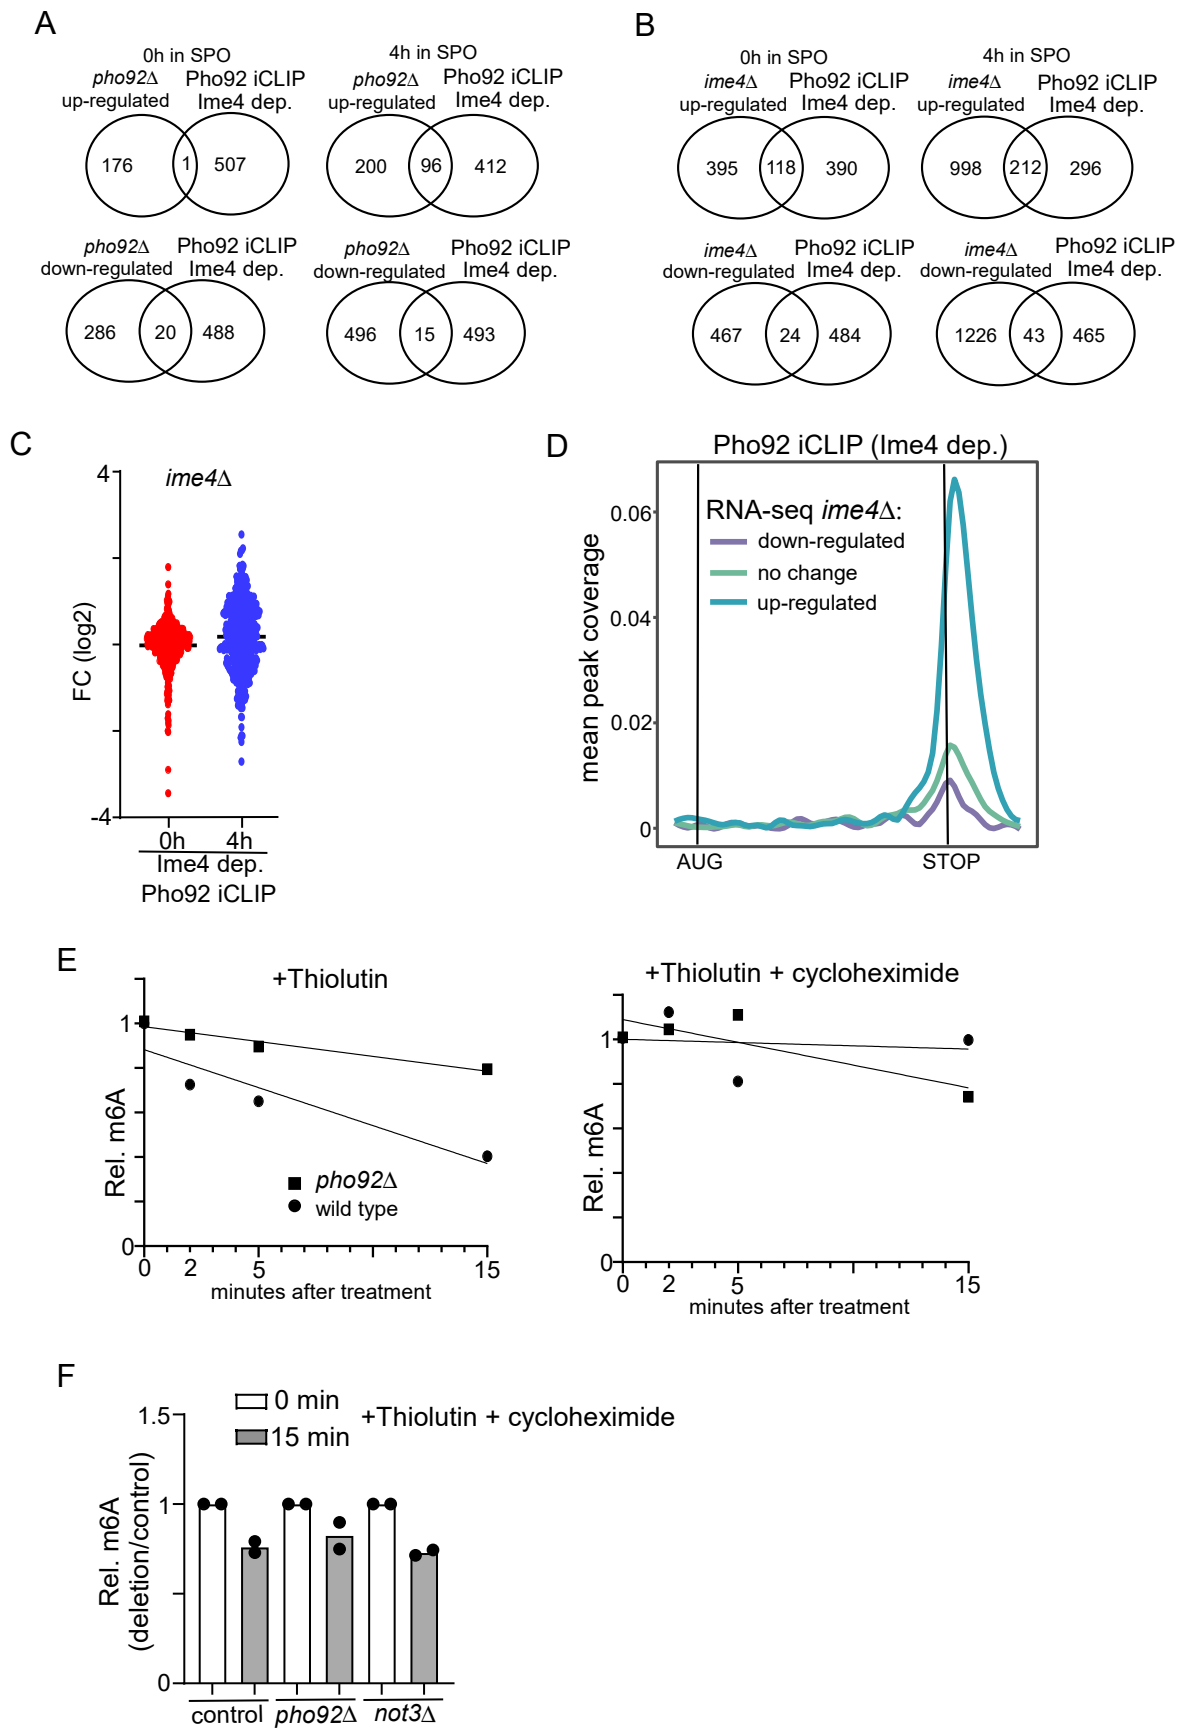 A
0h in SPO
pho92Δ
up-regulated
Pho92 iCLIP
Ime4 dep.
176
1
507
4h in SPO
pho92Δ
up-regulated
Pho92 iCLIP
Ime4 dep.
200
96
412
pho92Δ
down-regulated
Pho92 iCLIP
Ime4 dep.
286
20
488
pho92Δ
down-regulated
Pho92 iCLIP
Ime4 dep.
496
15
493
B
0h in SPO
ime4Δ
up-regulated
Pho92 iCLIP
Ime4 dep.
395
118
390
4h in SPO
ime4Δ
up-regulated
Pho92 iCLIP
Ime4 dep.
998
212
296
ime4Δ
down-regulated
Pho92 iCLIP
Ime4 dep.
467
24
484
ime4Δ
down-regulated
Pho92 iCLIP
Ime4 dep.
1226
43
465
C
ime4Δ
4
-4
FC (log2)
0h
4h
Ime4 dep.
Pho92 iCLIP
D
Pho92 iCLIP (Ime4 dep.)
RNA-seq ime4Δ:
down-regulated
no change
up-regulated
mean peak coverage
0.06
0.04
0.02
0
AUG
STOP
E
+Thiolutin
Rel. m6A
1
0
pho92Δ
wild type
0
2
5
15
minutes after treatment
+Thiolutin + cycloheximide
Rel. m6A
1
0
0
2
5
15
minutes after treatment
F
0 min
15 min
+Thiolutin + cycloheximide
Rel. m6A
(deletion/control)
1.5
1
0
control
pho92Δ
not3Δ